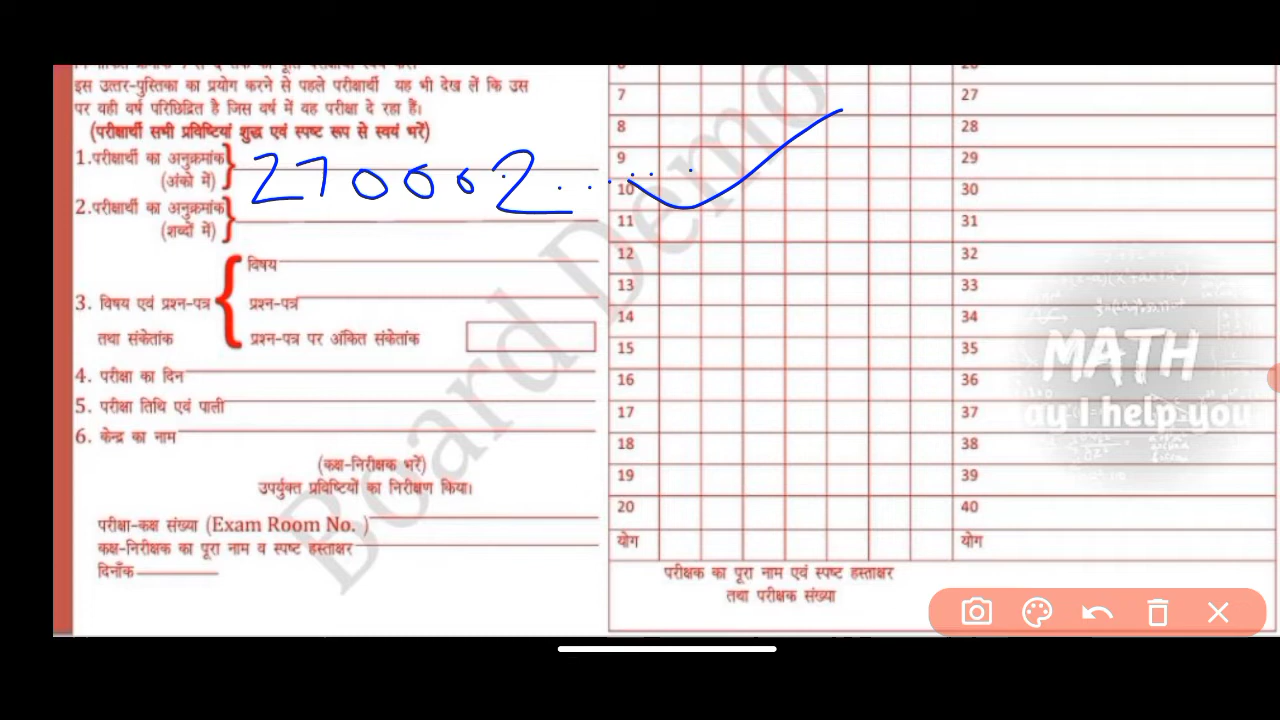 इस उत्तर-पुस्तिका का प्रयोग करने से पहले परीक्षार्थी यह भी देख लें कि उस
पर वही वर्ष परिछिद्रित है जिस वर्ष में वह परीक्षा दे रहा हैं।
(परीक्षार्थी सभी प्रविष्टियां शुद्ध एवं स्पष्ट रूप से स्वयं भरें)
1.परीक्षार्थी का अनुक्रमांक
(अंको में)
270002
2.परीक्षार्थी का अनुक्रमांक
(शब्दों में)
3. विषय एवं प्रश्न-पत्र
तथा संकेतांक
विषय
प्रश्न-पत्र
प्रश्न-पत्र पर अंकित संकेतांक
4. परीक्षा का दिन
5. परीक्षा तिथि एवं पाली
6. केन्द्र का नाम
(कक्ष-निरीक्षक भरें)
उपर्युक्त प्रविष्टियों का निरीक्षण किया।
परीक्षा-कक्ष संख्या (Exam Room No. )
कक्ष-निरीक्षक का पूरा नाम व स्पष्ट हस्ताक्षर
दिनाँक
7 27
8 28
9 29
10 30
11 31
12 32
13 33
14 34
15 35
16 36
17 37
18 38
19 39
20 40
योग योग
परीक्षक का पूरा नाम एवं स्पष्ट हस्ताक्षर
तथा परीक्षक संख्या
Board Demo
MATH
ay I help you